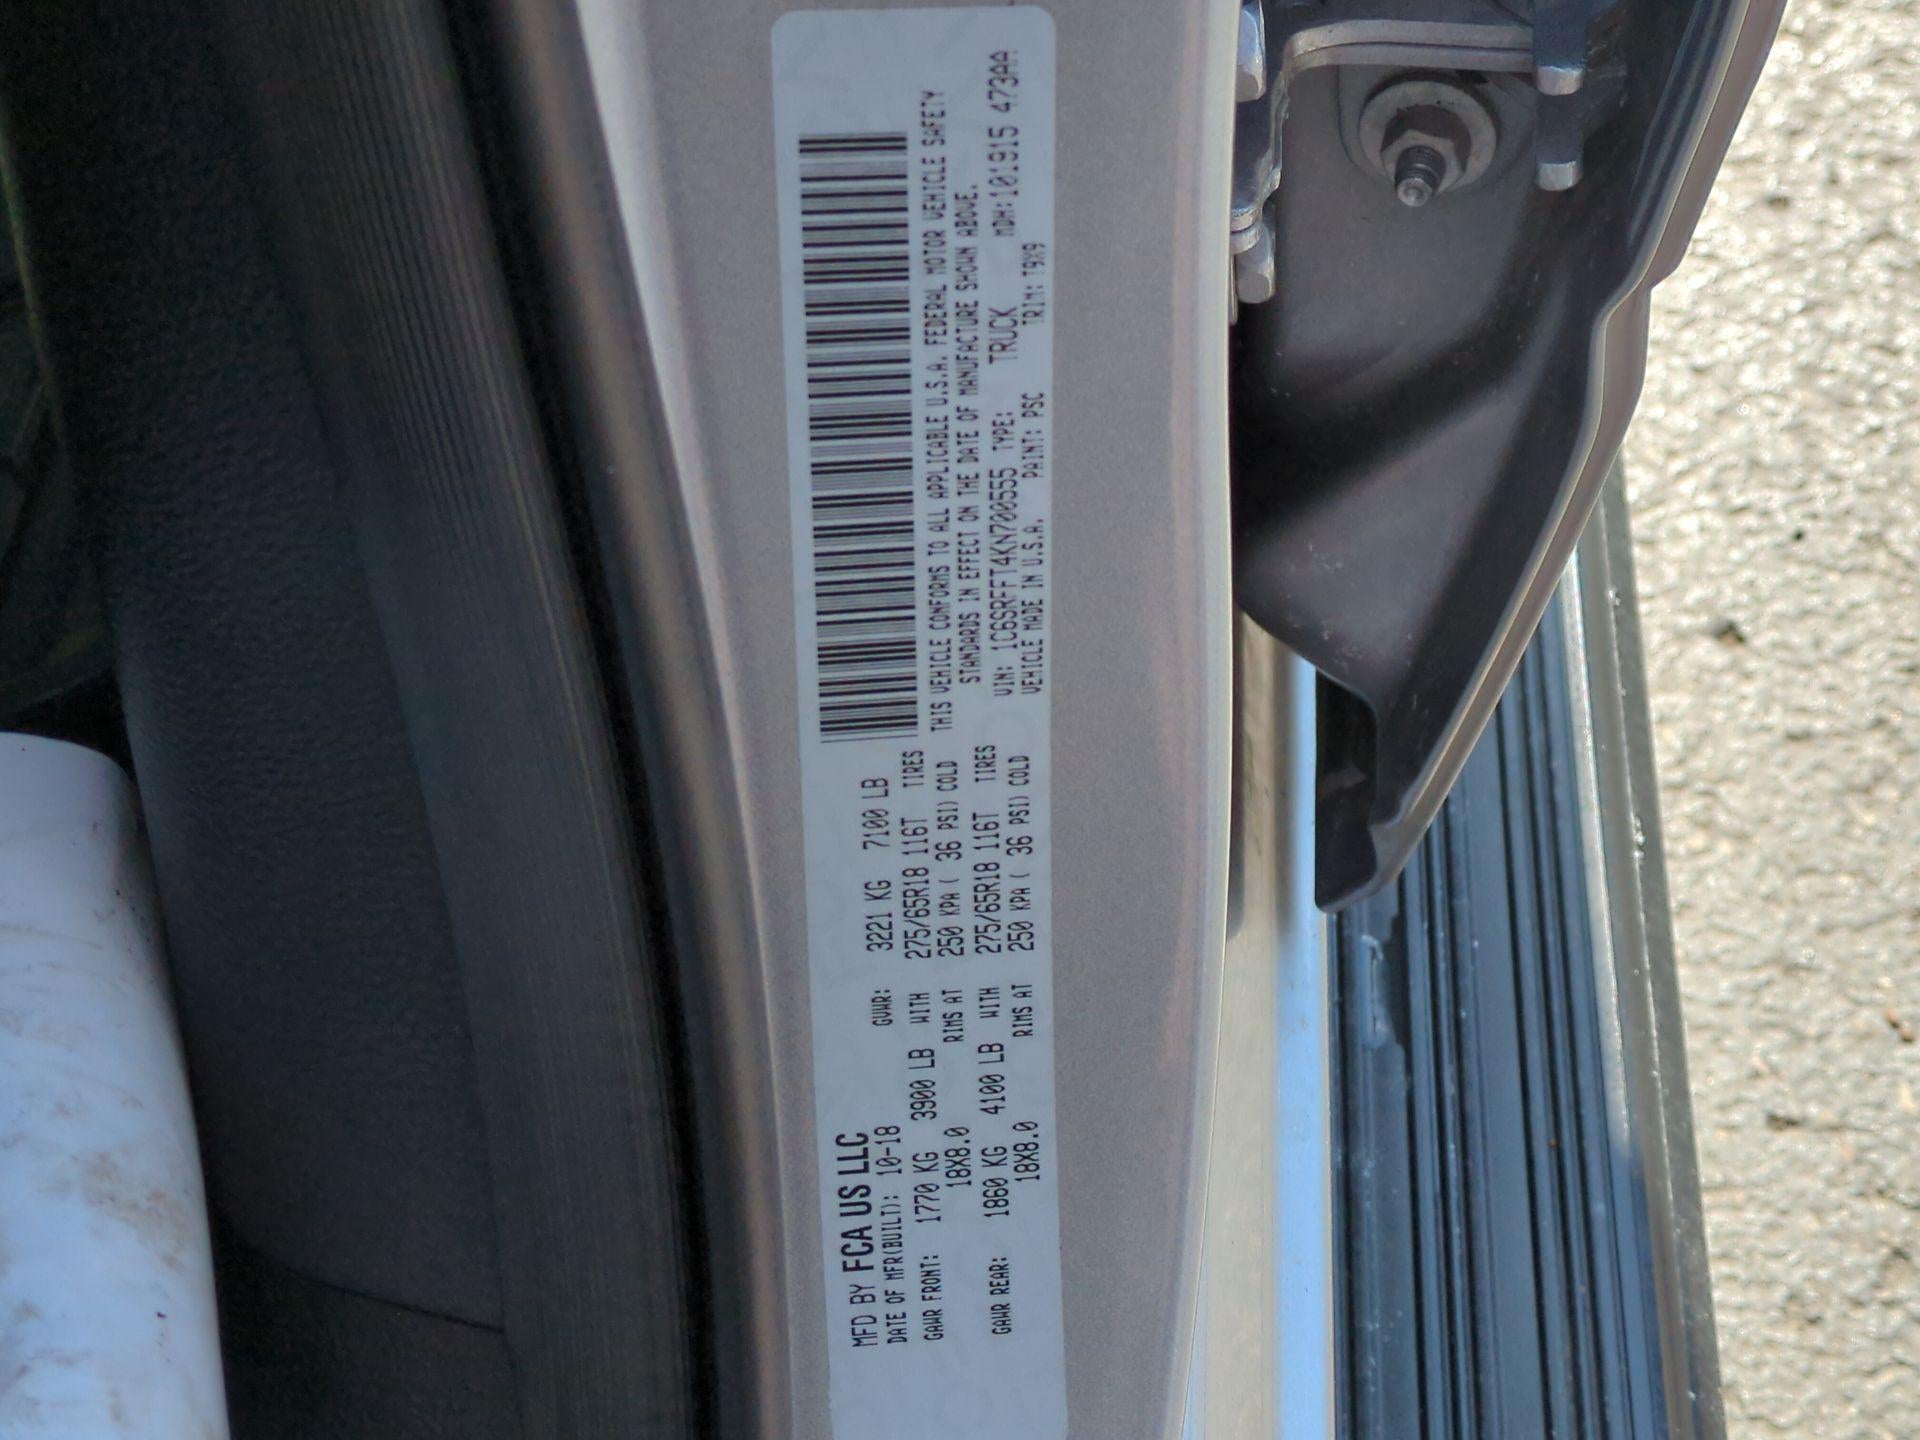 MFD BY FCA US LLC
DATE OF MFR(BUILT): 10-18 GVWR: 3221 KG 7100 LB
GAWR FRONT: 1770 KG 3900 LB WITH 275/65R18 116T TIRES
18X8.0 RIMS AT 250 KPA ( 36 PSI) COLD
GAWR REAR: 1860 KG 4100 LB WITH 275/65R18 116T TIRES
18X8.0 RIMS AT 250 KPA ( 36 PSI) COLD
THIS VEHICLE CONFORMS TO ALL APPLICABLE U.S.A. FEDERAL MOTOR VEHICLE SAFETY
STANDARDS IN EFFECT ON THE DATE OF MANUFACTURE SHOWN ABOVE.
VIN: 1C6SRFFT4KN700555 TYPE: TRUCK MDH:101915 473AA
VEHICLE MADE IN U.S.A. PAINT: PSC TRIM: T9X9